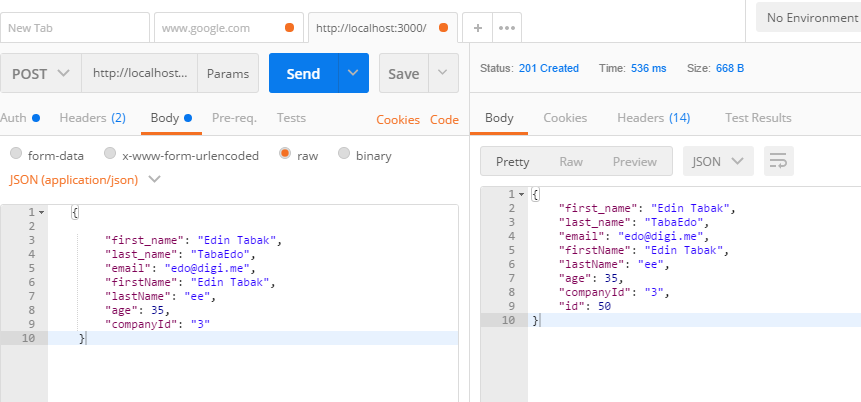 New Tab www.google.com http://localhost:3000/ No Environment
POST http://localhost... Params Send Save
Status: 201 Created Time: 536 ms Size: 668 B
Auth Headers (2) Body Pre-req. Tests Cookies Code
Body Cookies Headers (14) Test Results
form-data x-www-form-urlencoded raw binary
Pretty Raw Preview JSON
JSON (application/json)
1 {
2
3 "first_name": "Edin Tabak",
4 "last_name": "TabaEdo",
5 "email": "edo@digi.me",
6 "firstName": "Edin Tabak",
7 "lastName": "ee",
8 "age": 35,
9 "companyId": "3"
10 }
1 {
2 "first_name": "Edin Tabak",
3 "last_name": "TabaEdo",
4 "email": "edo@digi.me",
5 "firstName": "Edin Tabak",
6 "lastName": "ee",
7 "age": 35,
8 "companyId": "3",
9 "id": 50
10 }